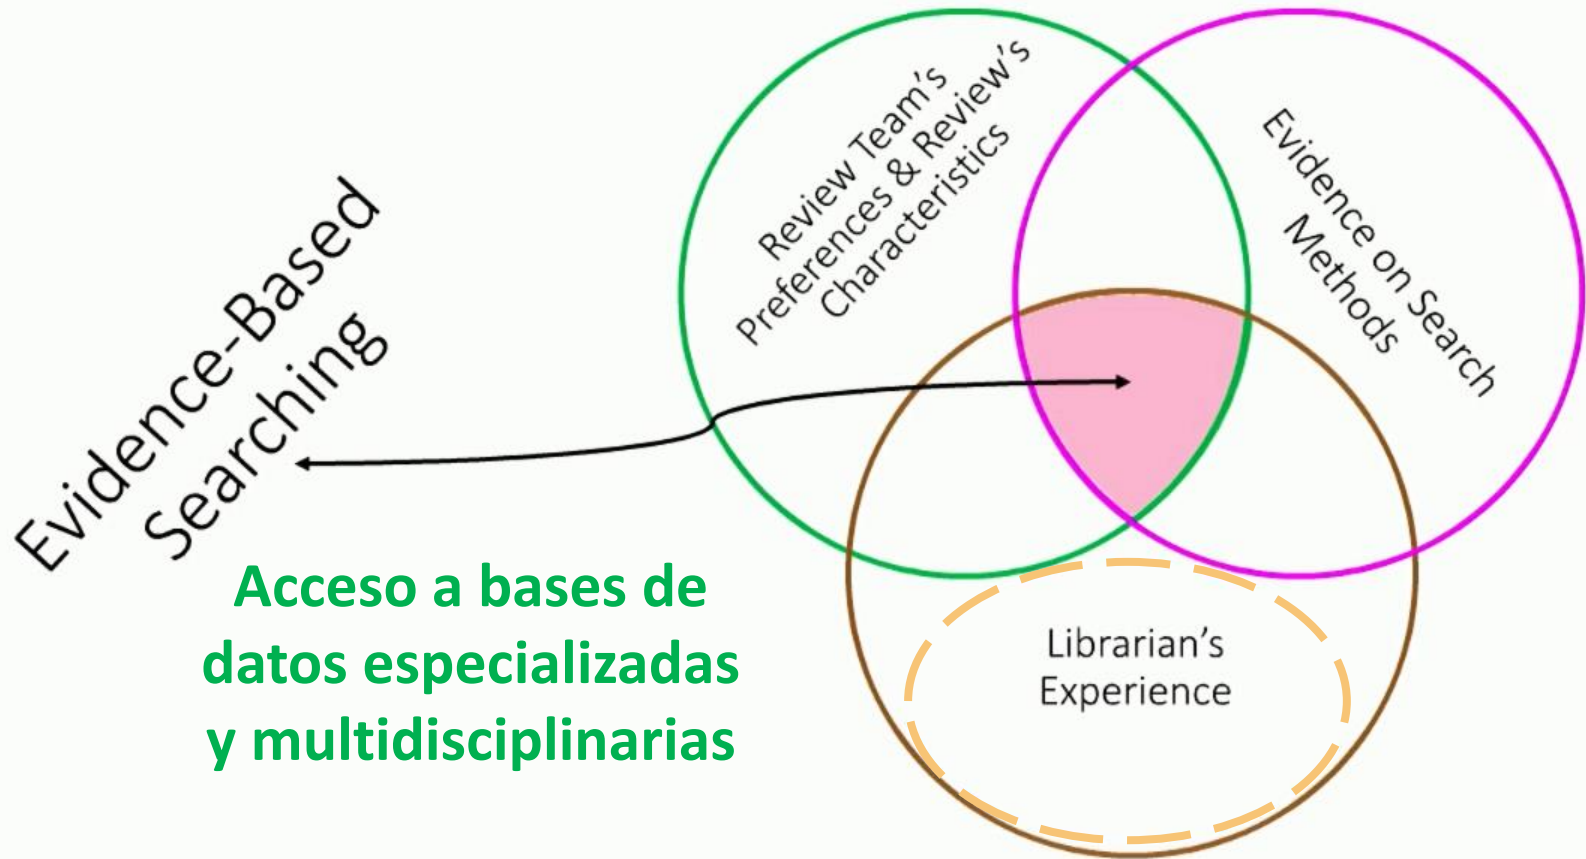 Evidence-Based
Searching
Review Team's
Preferences & Review's
Characteristics
Evidence on Search
Methods
Acceso a bases de
datos especializadas
y multidisciplinarias
Librarian's
Experience